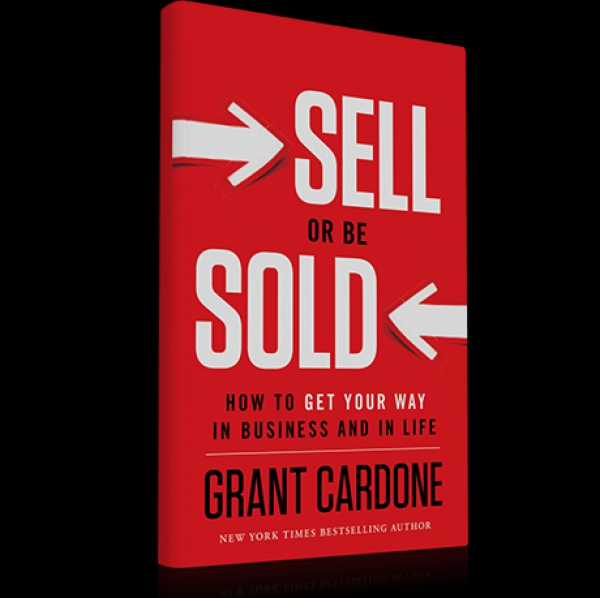 SELL
OR BE
SOLD
HOW TO GET YOUR WAY
IN BUSINESS AND IN LIFE
GRANT CARDONE
NEW YORK TIMES BESTSELLING AUTHOR